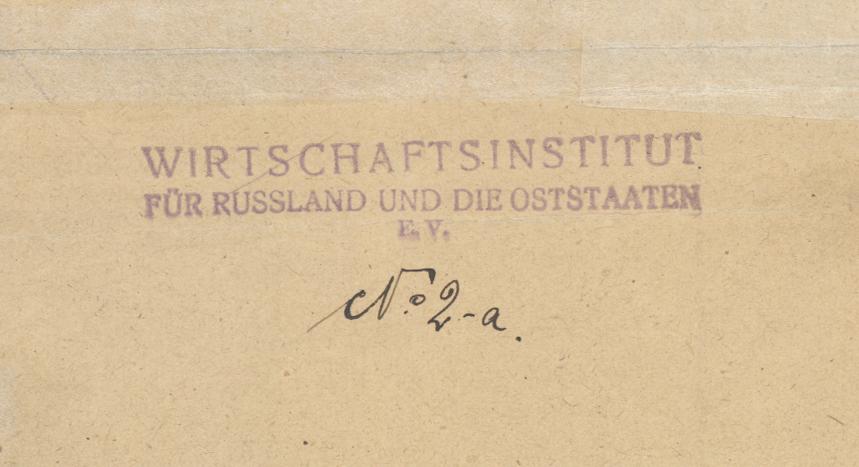 WIRTSCHAFTSINSTITUT
FÜR RUSSLAND UND DIE OSTSTAATEN
E. V.
No 2-a.